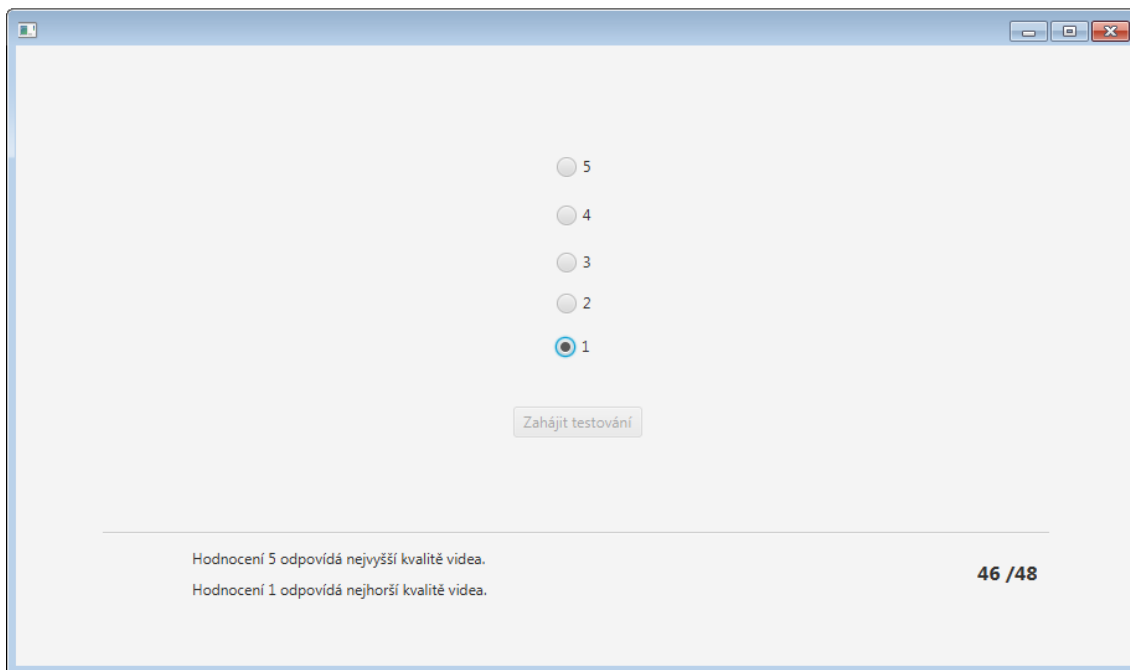 5
4
3
2
1
Zahájit testování
Hodnocení 5 odpovídá nejvyšší kvalitě videa.
Hodnocení 1 odpovídá nejhorší kvalitě videa.
46 /48